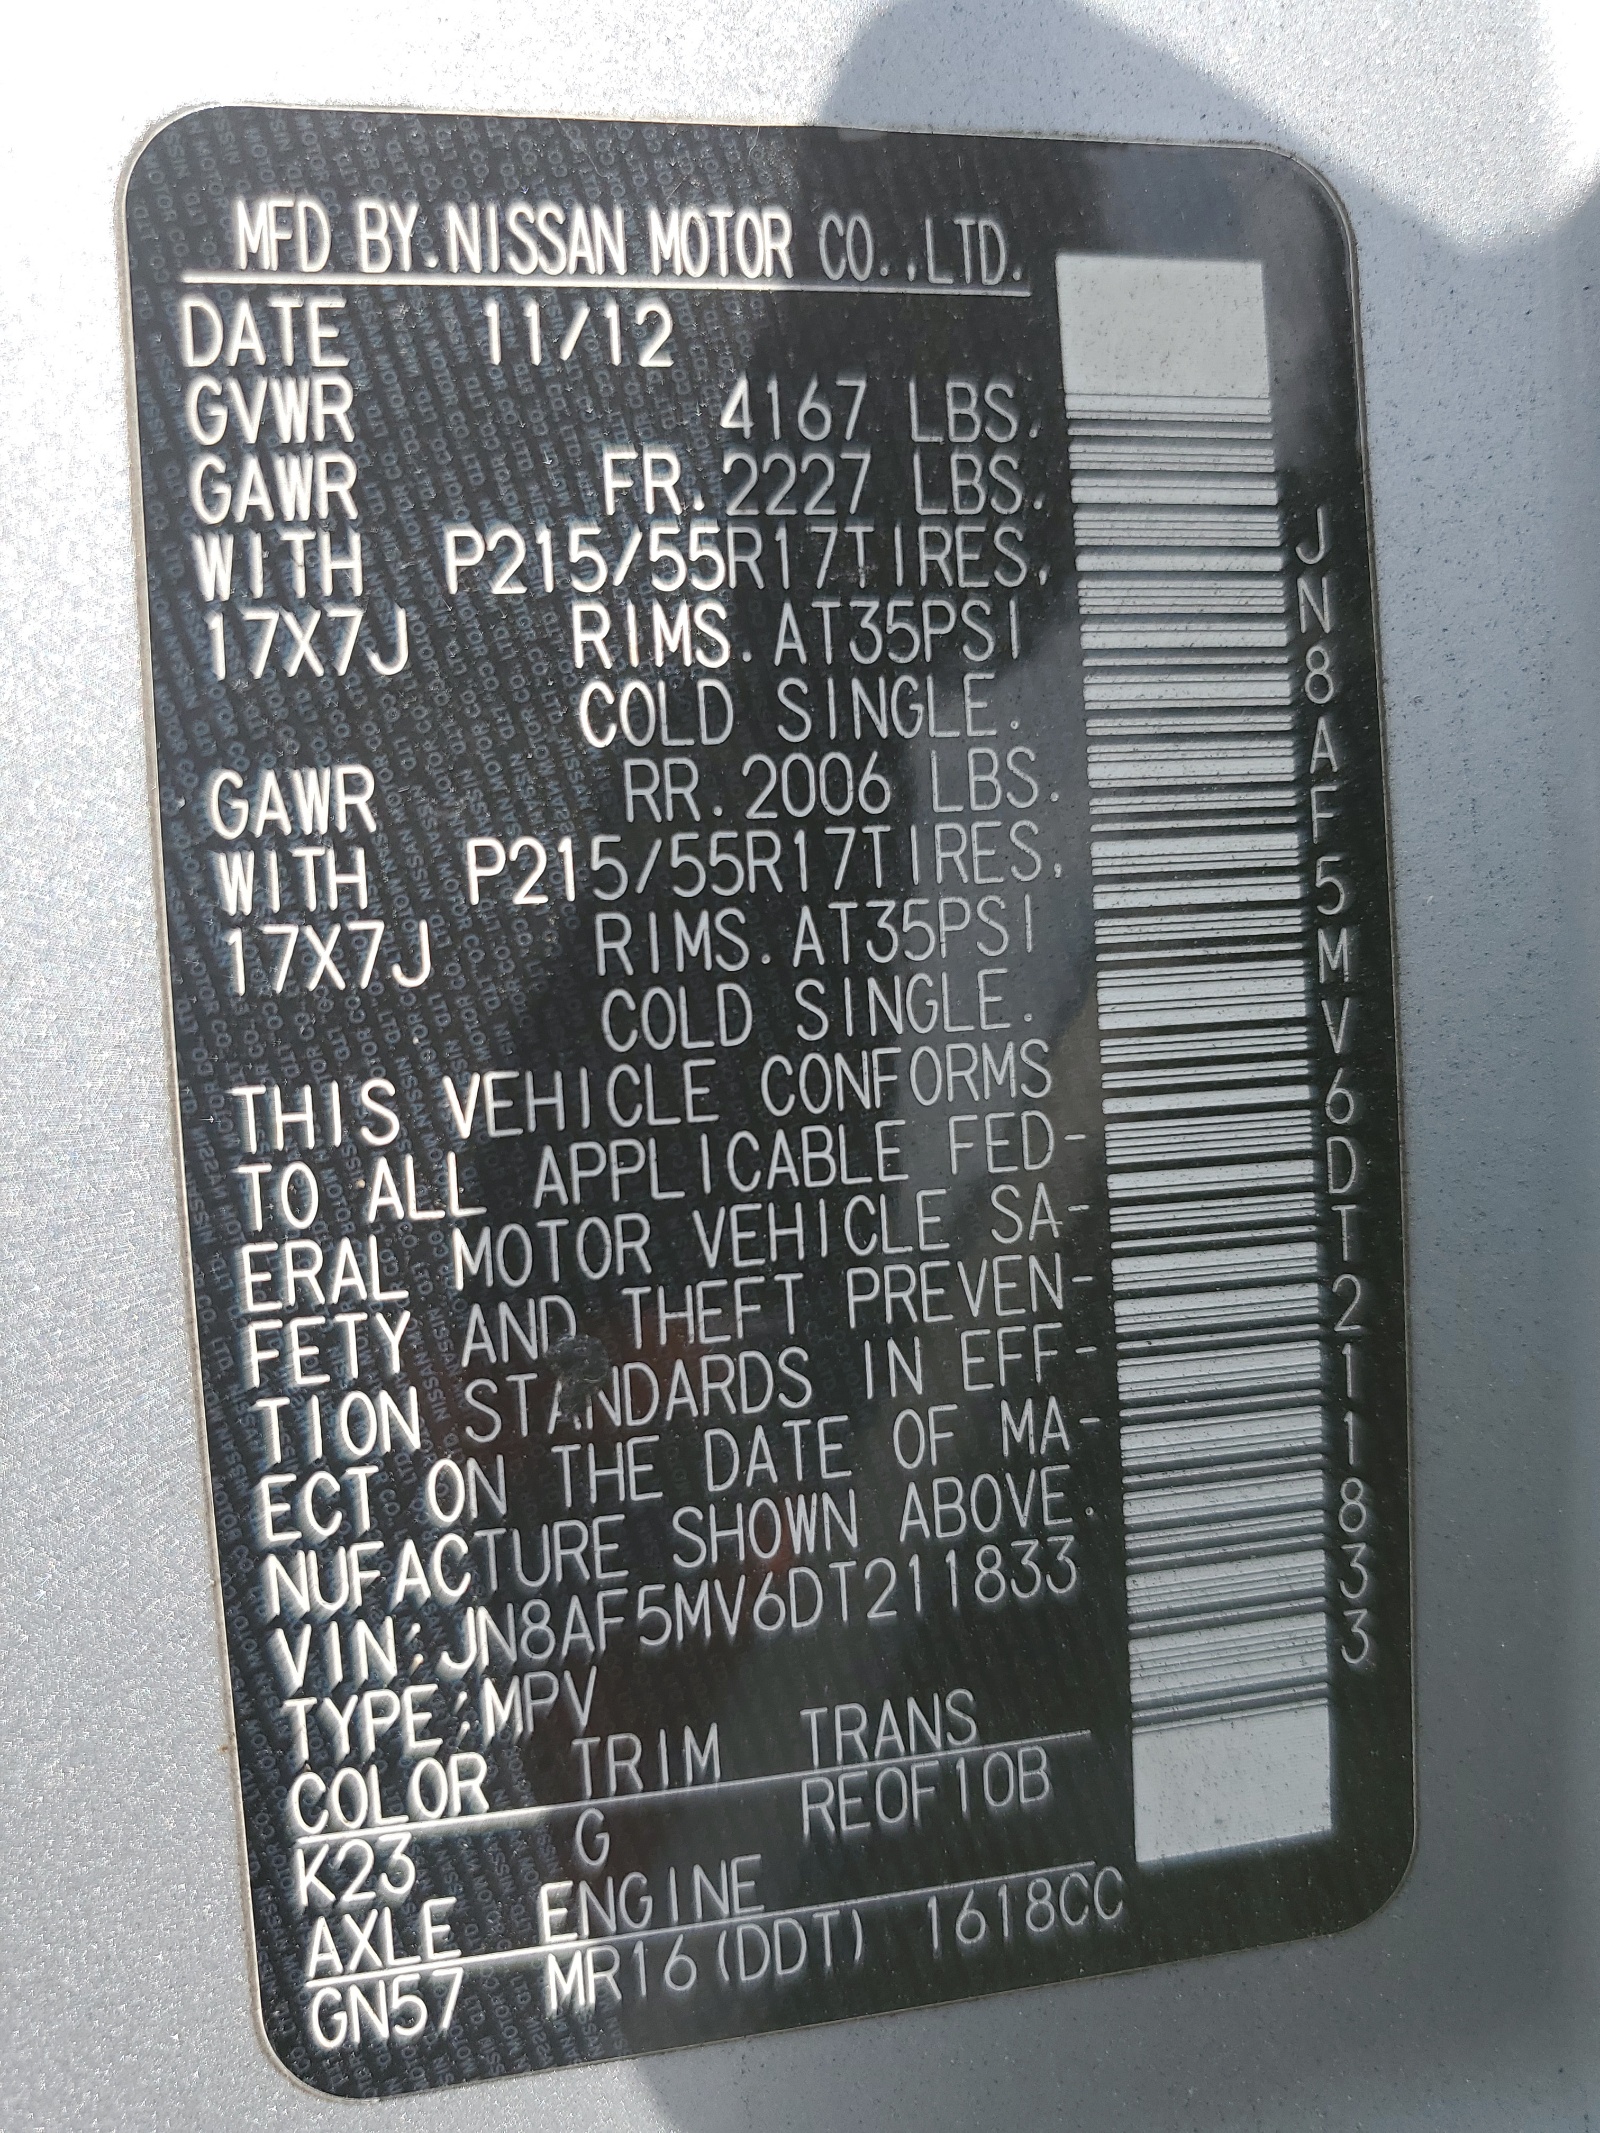 MFD BY.NISSAN MOTOR CO.,LTD.
DATE 11/12
GVWR 4167 LBS.
GAWR FR.2227 LBS.
WITH P215/55R17TIRES,
17X7J RIMS.AT35PSI
COLD SINGLE.
GAWR RR.2006 LBS.
WITH P215/55R17TIRES,
17X7J RIMS.AT35PSI
COLD SINGLE.
THIS VEHICLE CONFORMS
TO ALL APPLICABLE FED-
ERAL MOTOR VEHICLE SA-
FETY AND THEFT PREVEN-
TION STANDARDS IN EFF-
ECT ON THE DATE OF MA-
NUFACTURE SHOWN ABOVE.
VIN:JN8AF5MV6DT211833
TYPE:MPV
COLOR TRIM TRANS
K23 G RE0F10B
AXLE ENGINE
GN57 MR16(DDT) 1618CC
JN8AF5MV6DT211833